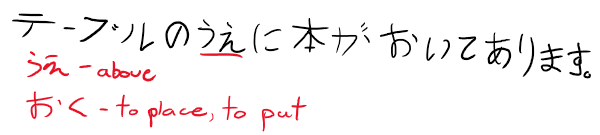 テーブルのうえに本がおいてあります。
うえ - above
おく - to place, to put